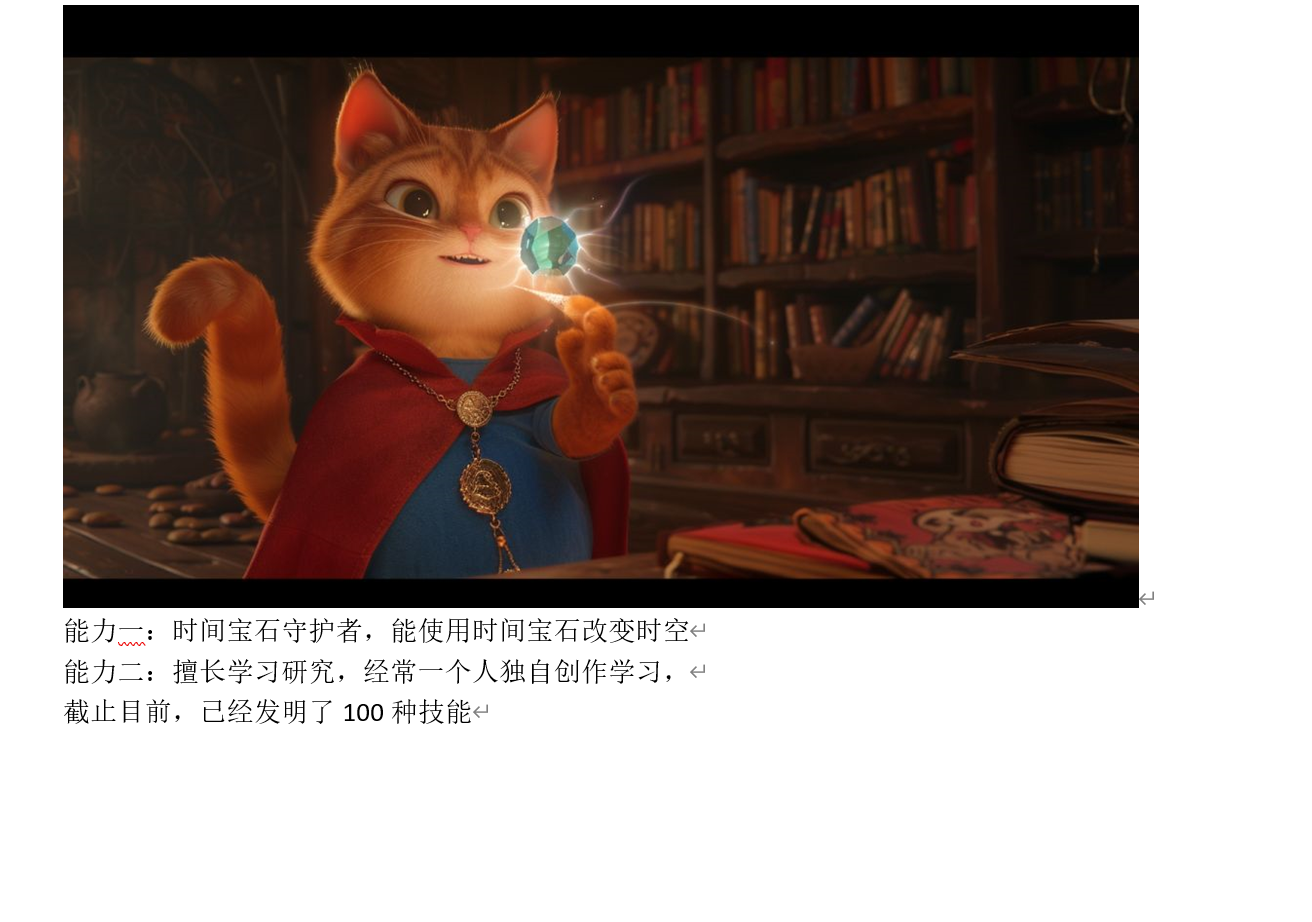 能力一：时间宝石守护者，能使用时间宝石改变时空
能力二：擅长学习研究，经常一个人独自创作学习，
截止目前，已经发明了 100 种技能